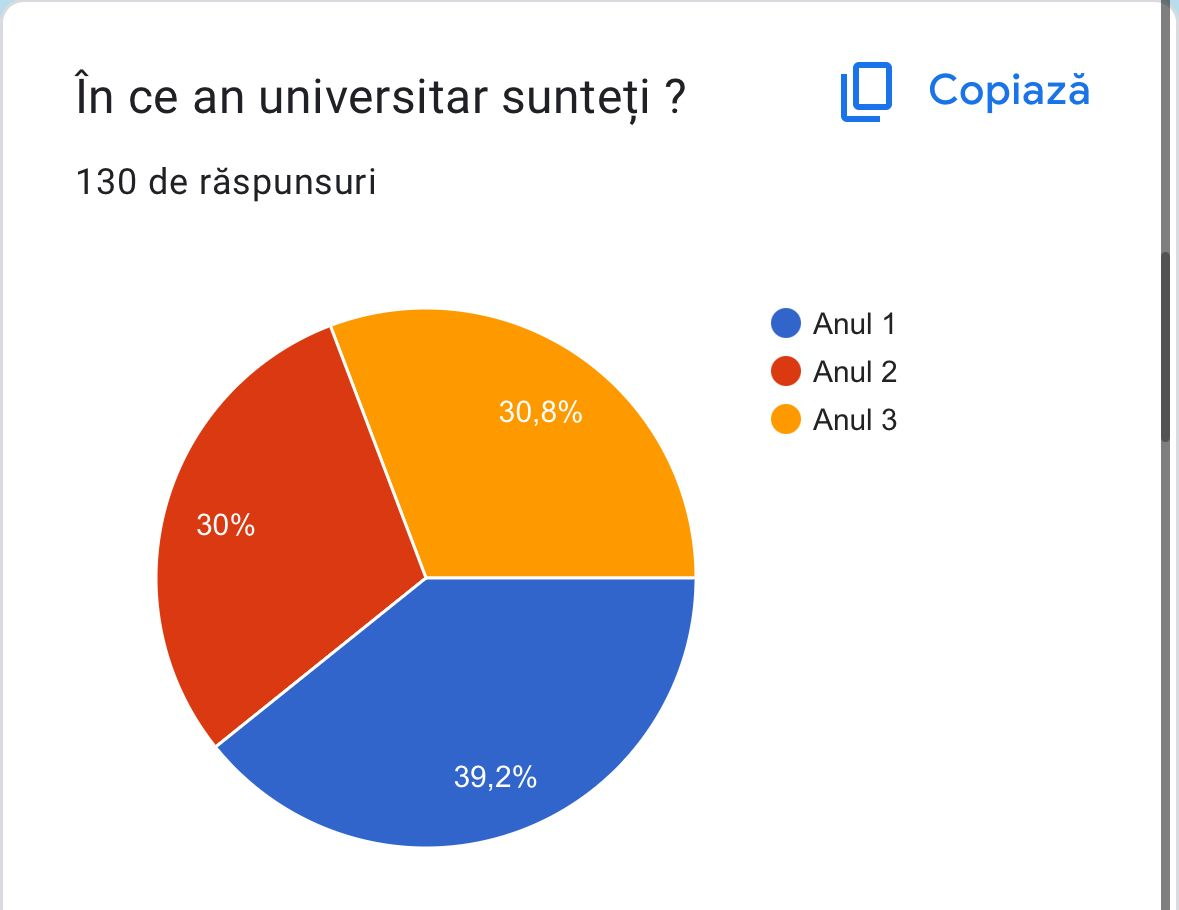 În ce an universitar sunteți ?
Copiază
130 de răspunsuri
Anul 1
Anul 2
Anul 3
30,8%
30%
39,2%